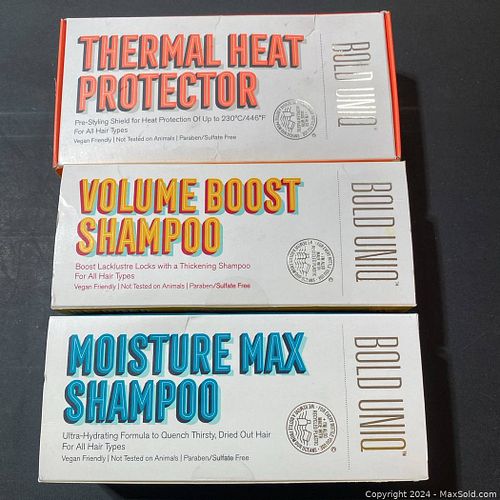 THERMAL HEAT
PROTECTOR
Pre-Styling Shield for Heat Protection Of Up to 230°C/446°F
For All Hair Types
Vegan Friendly | Not Tested on Animals | Paraben/Sulfate Free
BOLD UNIQ
VOLUME BOOST
SHAMPOO
Boost Lacklustre Locks with a Thickening Shampoo
For All Hair Types
Vegan Friendly | Not Tested on Animals | Paraben/Sulfate Free
BOLD UNIQ
MOISTURE MAX
SHAMPOO
Ultra-Hydrating Formula to Quench Thirsty, Dried Out Hair
For All Hair Types
Vegan Friendly | Not Tested on Animals | Paraben/Sulfate Free
BOLD UNIQ
Copyright © 2024 - MaxSold.com